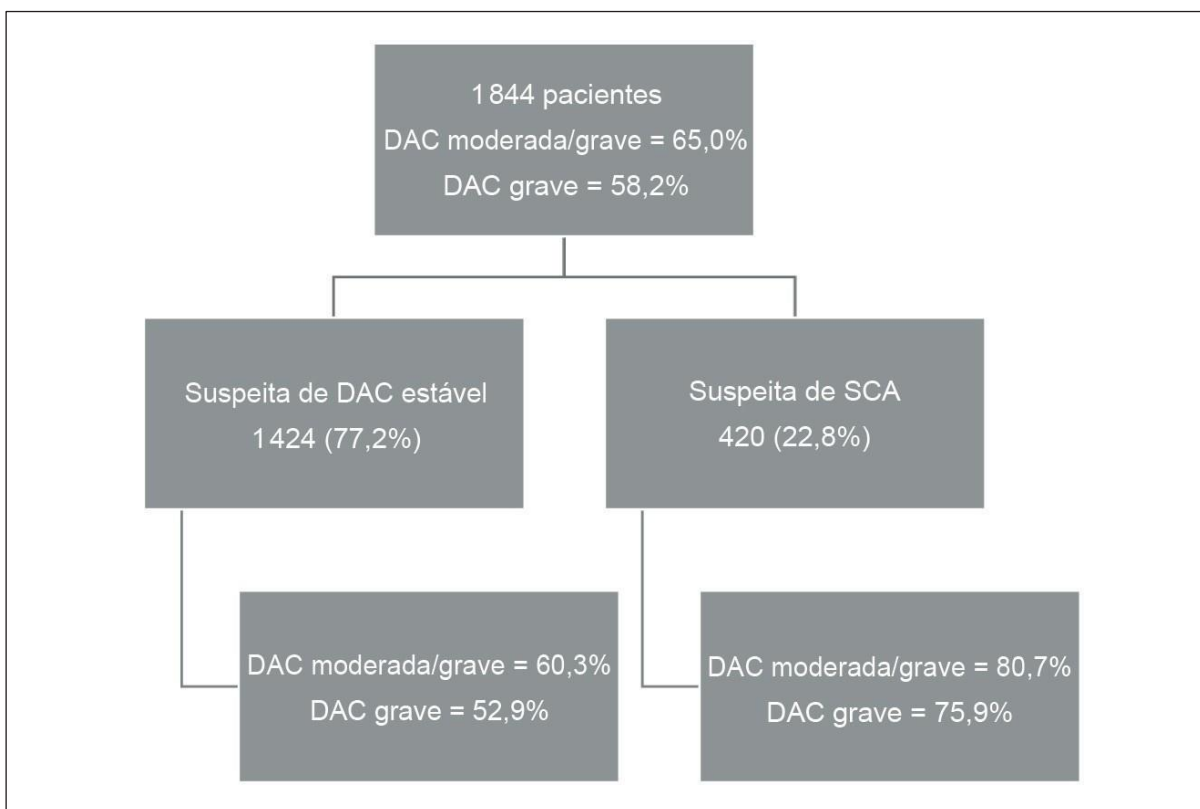 1844 pacientes
DAC moderada/grave = 65,0%
DAC grave = 58,2%
Suspeita de DAC estável
1424 (77,2%)
Suspeita de SCA
420 (22,8%)
DAC moderada/grave = 60,3%
DAC grave = 52,9%
DAC moderada/grave = 80,7%
DAC grave = 75,9%